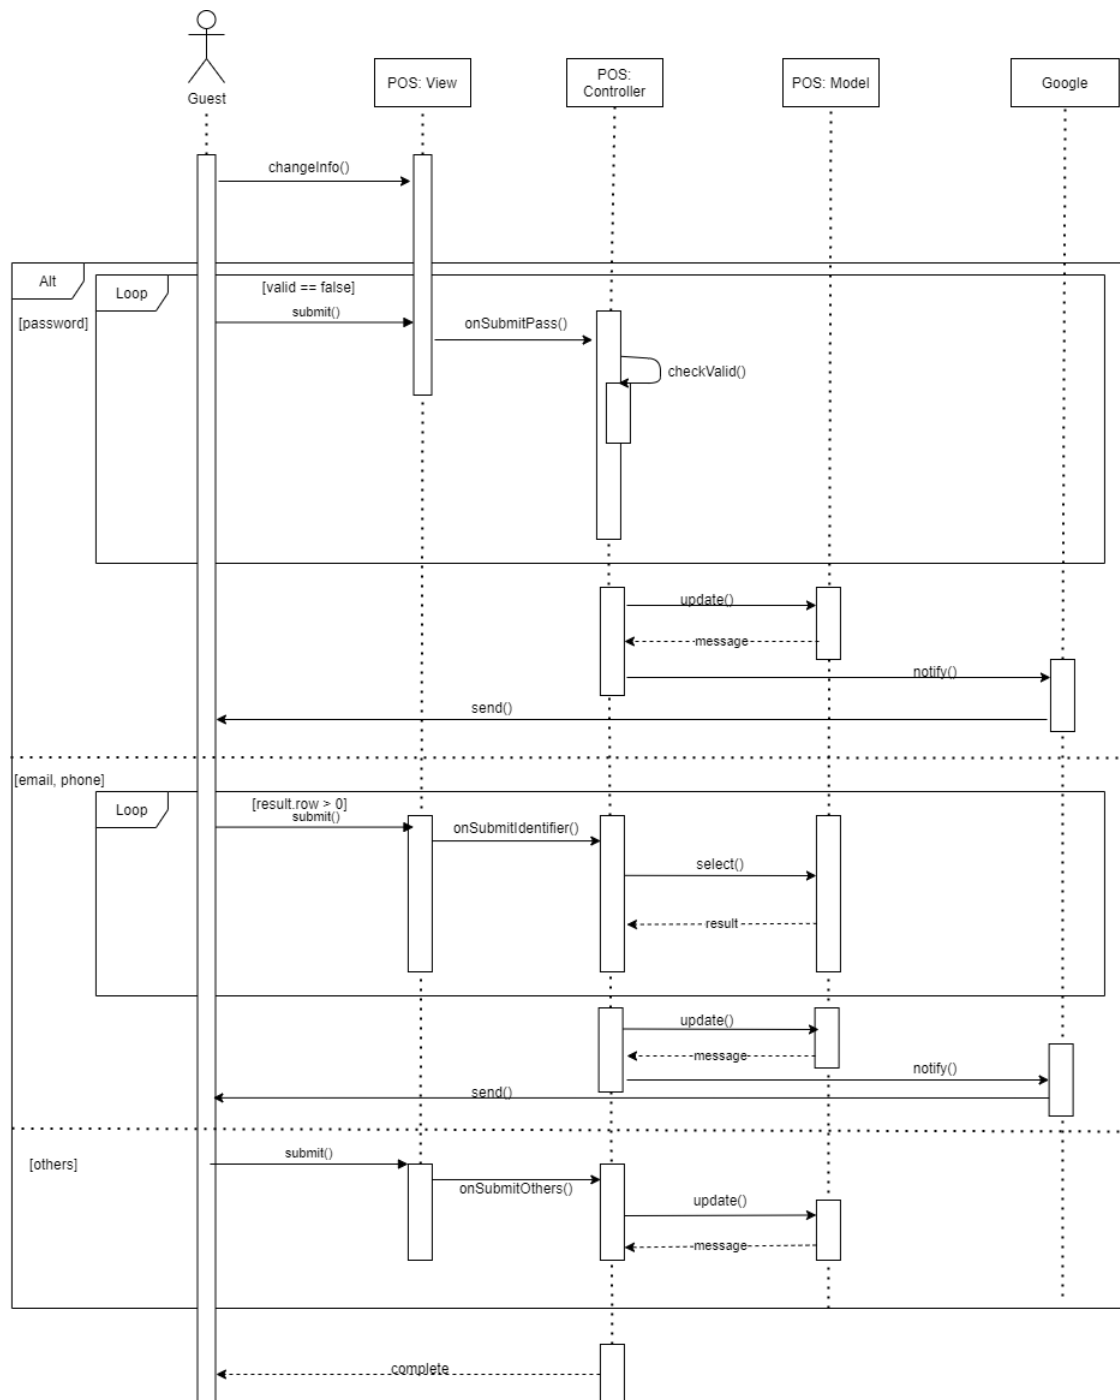 Guest
POS: View
POS:
Controller
POS: Model
Google
changeInfo()
Alt
Loop
[valid == false]
[password]
submit()
onSubmitPass()
checkValid()
update()
message
notify()
send()
[email, phone]
Loop
[result.row > 0]
submit()
onSubmitIdentifier()
select()
result
update()
message
notify()
send()
[others]
submit()
onSubmitOthers()
update()
message
complete